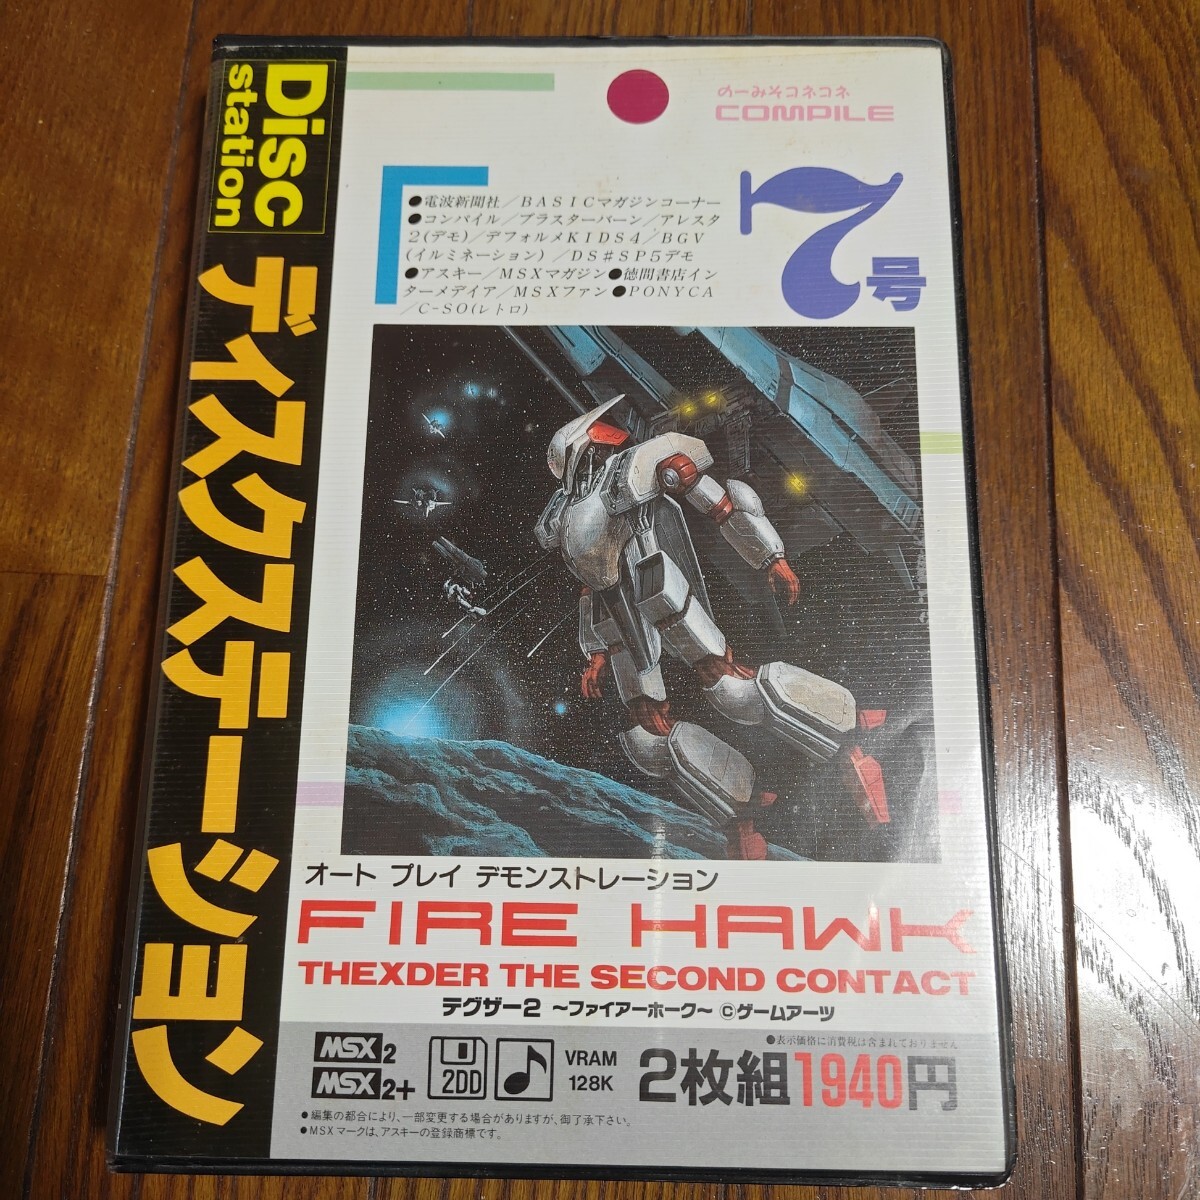 Disc
station
ディスクステーション
のーみそコネコネ
COMPILE
7号
●電波新聞社／BASICマガジンコーナー
●コンパイル／ブラスターバーン／アレスタ
2(デモ)／デフォルメKIDS4／BGV
(イルミネーション)／DS♯SP5デモ
●アスキー／MSXマガジン●徳間書店イン
ターメデイア／MSXファン●PONYCA
／C-SO(レトロ)
オート プレイ デモンストレーション
FIRE HAWK
THEXDER THE SECOND CONTACT
テグザー2 ～ファイアーホーク～ ©ゲームアーツ
●表示価格に消費税は含まれておりません
MSX2
MSX2+
2DD
VRAM
128K
2枚組1940円
●編集の都合により、一部変更する場合がありますが、御了承下さい。
●MSXマークは、アスキーの登録商標です。